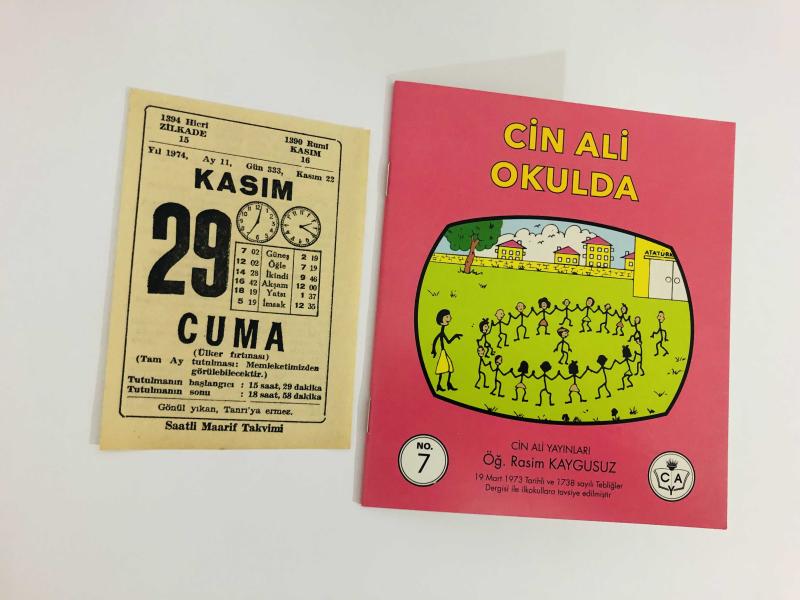 1394 Hicri
ZİLKADE
15
1390 Rumi
KASIM
16
Yıl 1974, Ay 11, Gün 333, Kasım 22
KASIM
29
7 02 Güneş 2 19
12 02 Öğle 7 19
14 28 İkindi 9 46
16 42 Akşam 12 00
18 19 Yatsı 1 37
5 19 İmsak 12 35
CUMA
(Ülker fırtınası)
(Tam Ay tutulması: Memleketimizden
görülebilecektir.)
Tutulmanın başlangıcı : 15 saat, 29 dakika
Tutulmanın sonu : 18 saat, 58 dakika
Gönül yıkan, Tanrı'ya ermez.
Saatli Maarif Takvimi
CİN ALİ
OKULDA
ATATÜRK
NO.
7
CİN ALİ YAYINLARI
Öğ. Rasim KAYGUSUZ
19 Mart 1973 Tarihli ve 1738 sayılı Tebliğler
Dergisi ile ilkokullara tavsiye edilmiştir
C A
Y